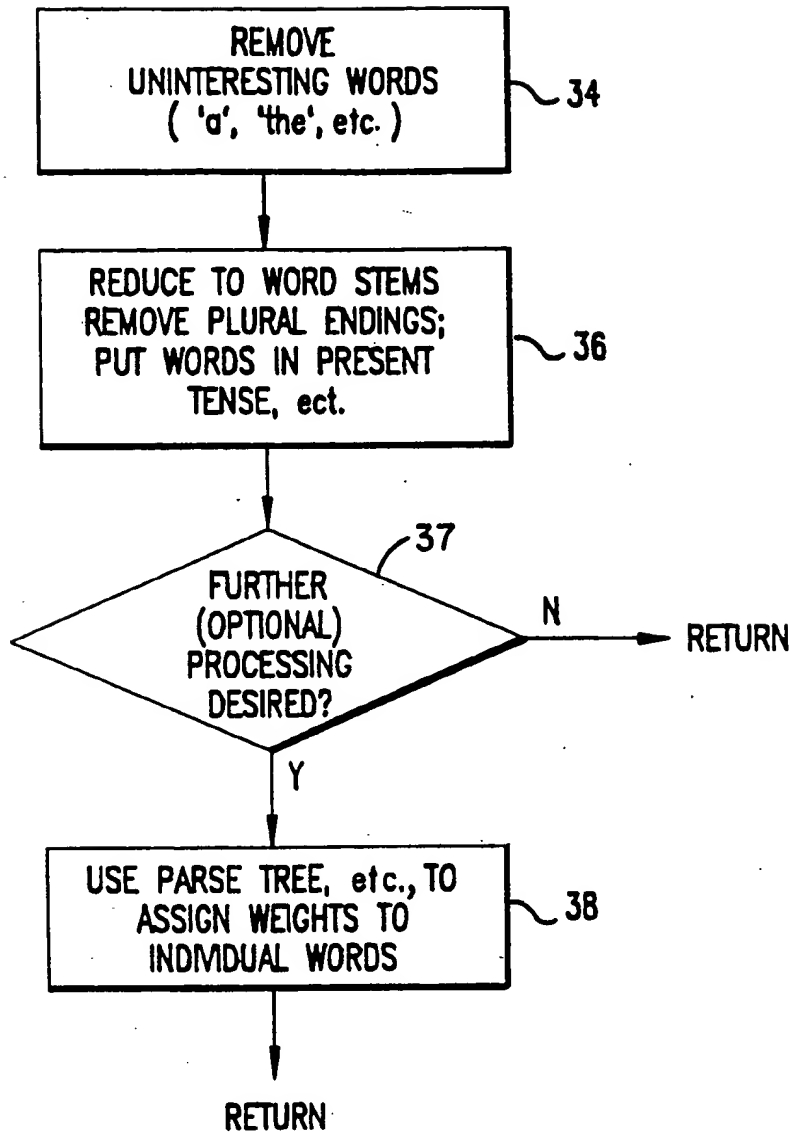 REMOVE
UNINTERESTING WORDS
( 'a', 'the', etc. )
34
REDUCE TO WORD STEMS
REMOVE PLURAL ENDINGS;
PUT WORDS IN PRESENT
TENSE, ect.
36
37
FURTHER
(OPTIONAL)
PROCESSING
DESIRED?
N
RETURN
Y
USE PARSE TREE, etc., TO
ASSIGN WEIGHTS TO
INDIVIDUAL WORDS
38
RETURN